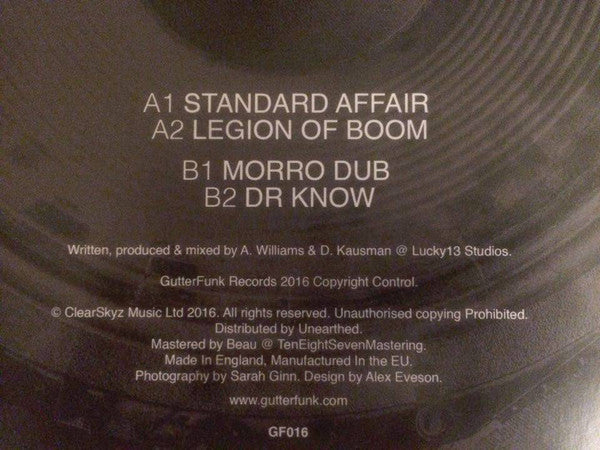 A1 STANDARD AFFAIR
A2 LEGION OF BOOM
B1 MORRO DUB
B2 DR KNOW
Written, produced & mixed by A. Williams & D. Kausman @ Lucky13 Studios.
GutterFunk Records 2016 Copyright Control.
© ClearSkyz Music Ltd 2016. All rights reserved. Unauthorised copying Prohibited.
Distributed by Unearthed.
Mastered by Beau @ TenEightSevenMastering.
Made In England, Manufactured In the EU.
Photography by Sarah Ginn. Design by Alex Eveson.
www.gutterfunk.com
GF016